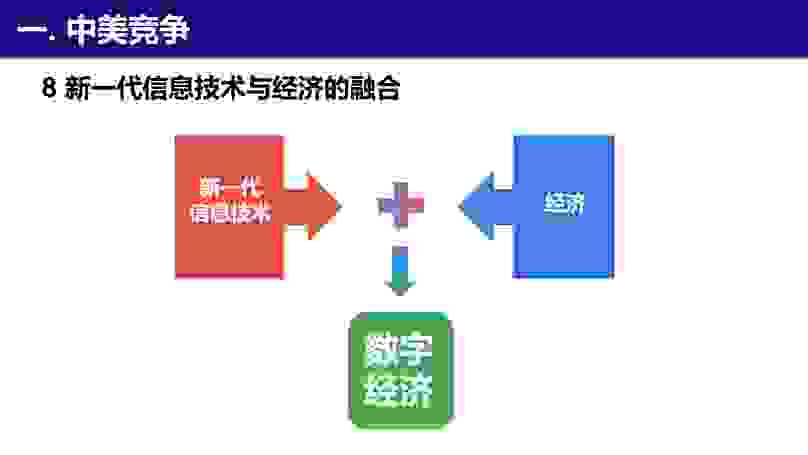 一. 中美竞争
8 新一代信息技术与经济的融合
新一代
信息技术
经济
数字
经济